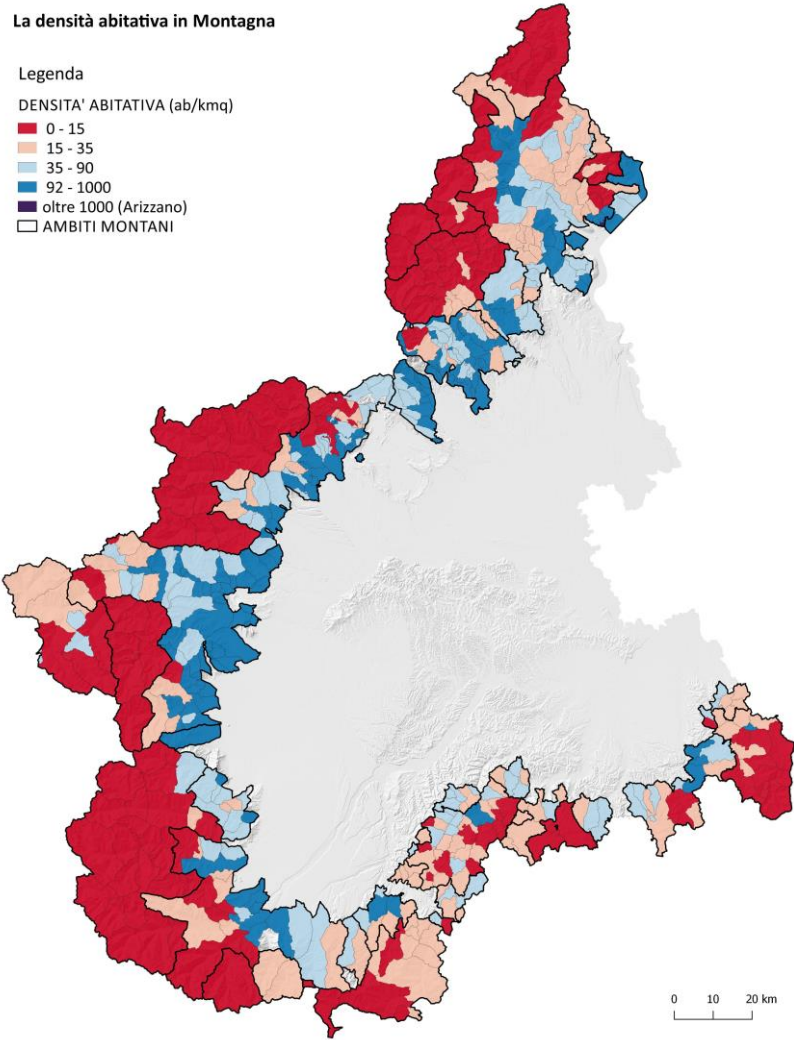 La densità abitativa in Montagna
Legenda
DENSITA' ABITATIVA (ab/kmq)
0 - 15
15 - 35
35 - 90
92 - 1000
oltre 1000 (Arizzano)
AMBITI MONTANI
0 10 20 km